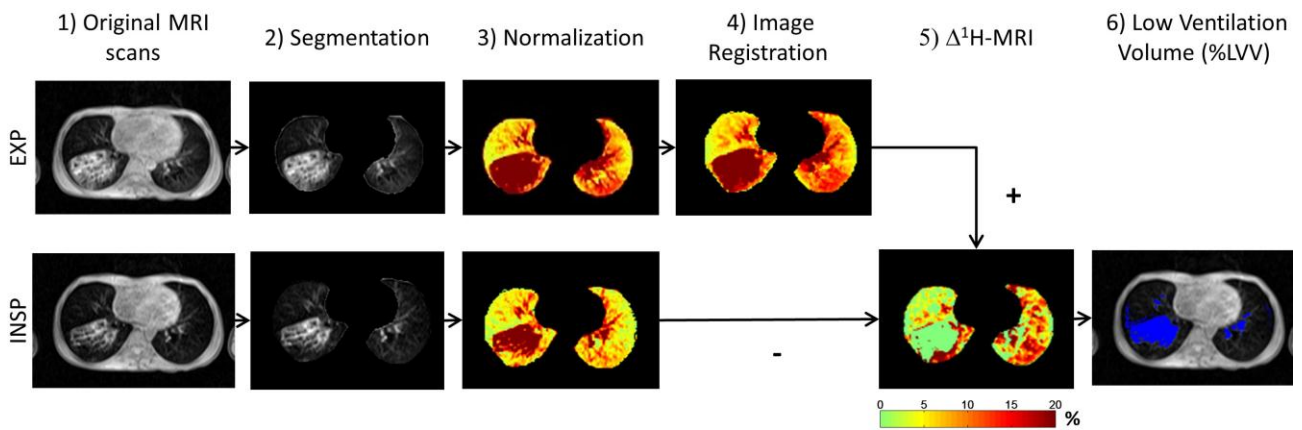 1) Original MRI
scans
2) Segmentation
3) Normalization
4) Image
Registration
5) Δ¹H-MRI
6) Low Ventilation
Volume (%LVV)
EXP
+
INSP
-
0 5 10 15 20 %